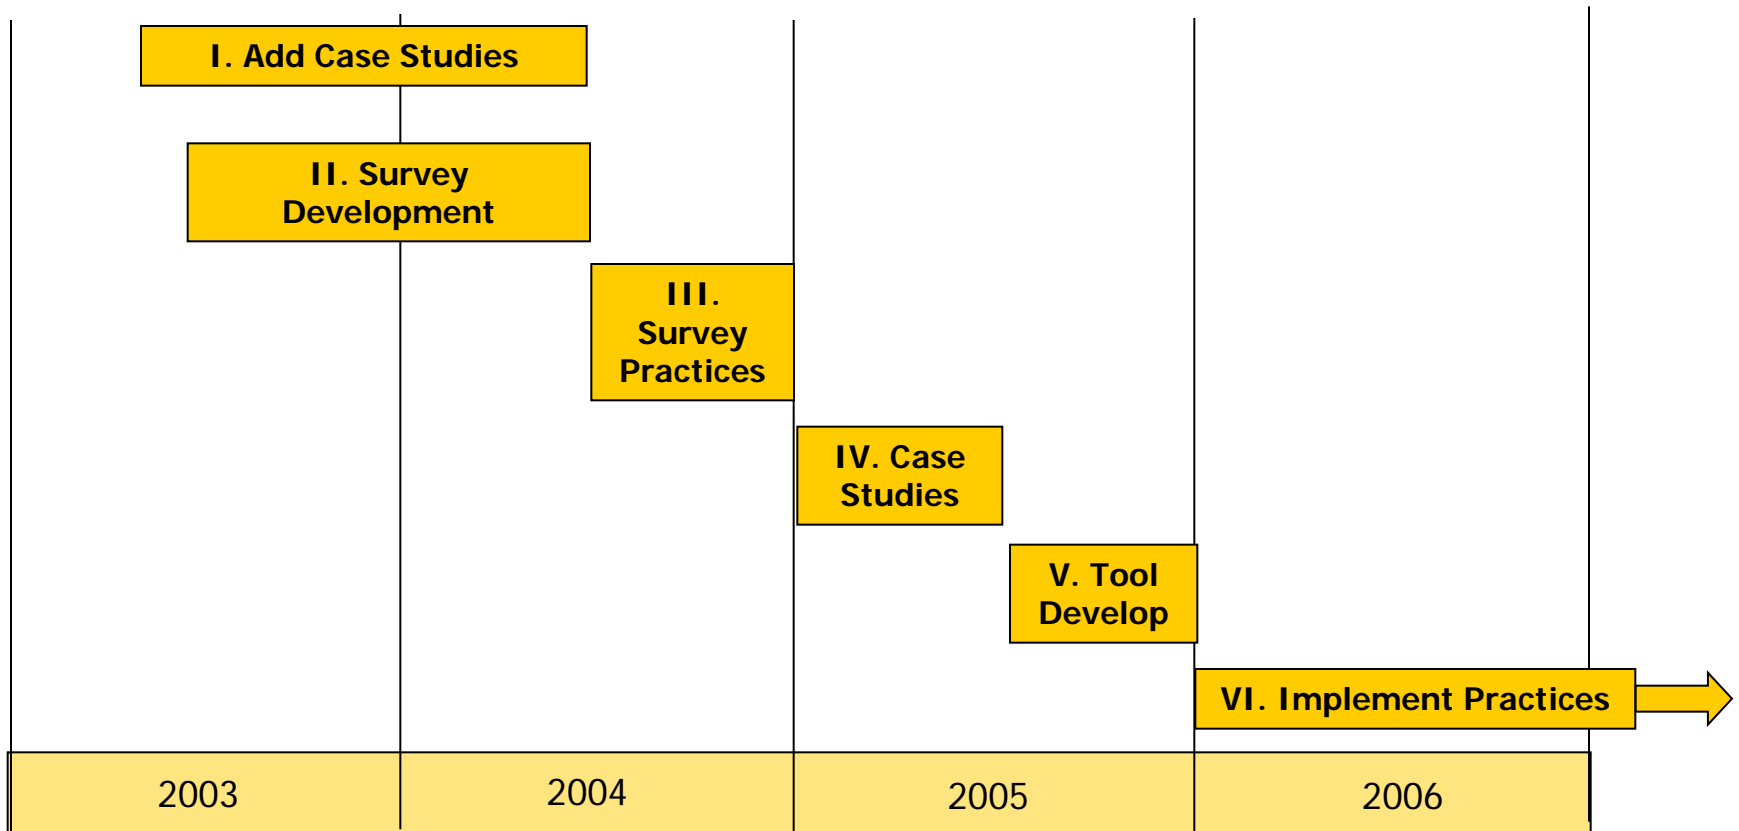 I. Add Case Studies
II. Survey
Development
III.
Survey
Practices
IV. Case
Studies
V. Tool
Develop
VI. Implement Practices
2003
2004
2005
2006